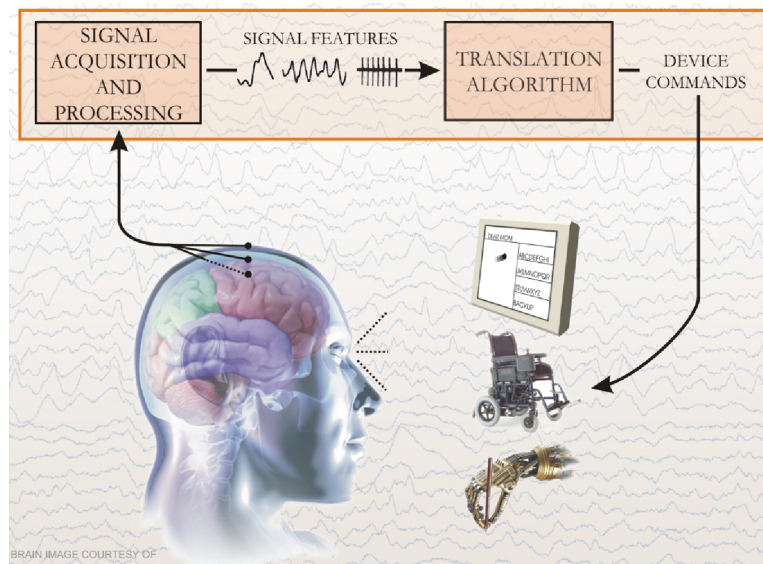 SIGNAL
ACQUISITION
AND
PROCESSING
SIGNAL FEATURES
TRANSLATION
ALGORITHM
DEVICE
COMMANDS
DEAR MOM
ABCDEFGHI
JKLMNOPQR
STUVWXYZ
BACKUP
BRAIN IMAGE COURTESY OF